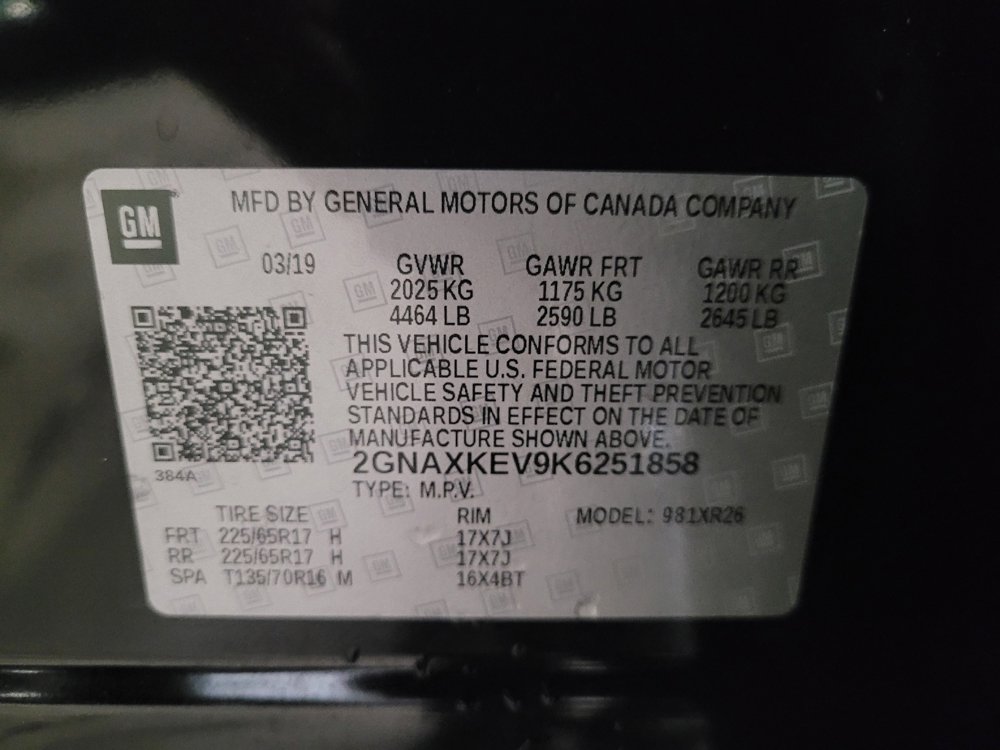 GM
MFD BY GENERAL MOTORS OF CANADA COMPANY
03/19 GVWR GAWR FRT GAWR RR
2025 KG 1175 KG 1200 KG
4464 LB 2590 LB 2645 LB
THIS VEHICLE CONFORMS TO ALL
APPLICABLE U.S. FEDERAL MOTOR
VEHICLE SAFETY AND THEFT PREVENTION
STANDARDS IN EFFECT ON THE DATE OF
MANUFACTURE SHOWN ABOVE.
2GNAXKEV9K6251858
384A
TYPE: M.P.V.
TIRE SIZE RIM MODEL: 981XR26
FRT 225/65R17 H 17X7J
RR 225/65R17 H 17X7J
SPA T135/70R16 M 16X4BT